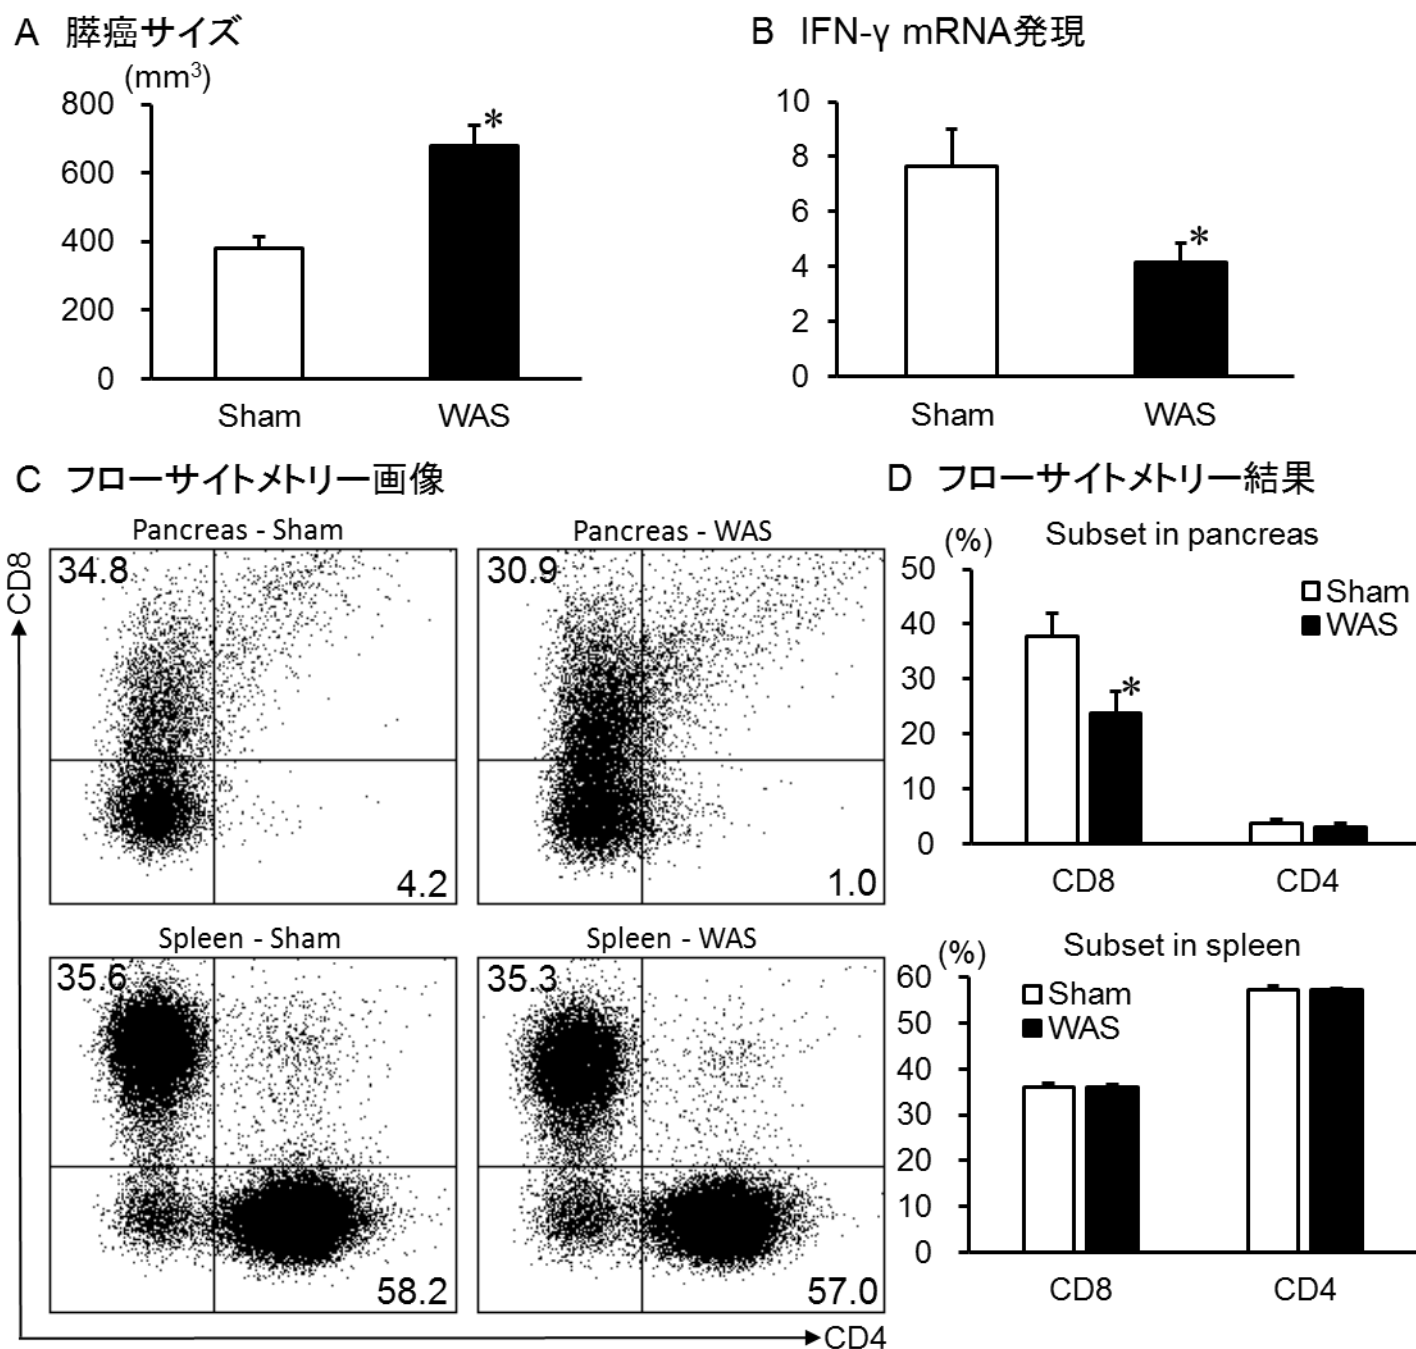 A 膵癌サイズ
(mm³)
800
600
400
200
0
*
Sham
WAS
B IFN-γ mRNA発現
10
8
6
4
2
0
*
Sham
WAS
C フローサイトメトリー画像
CD8
Pancreas - Sham
34.8
4.2
Pancreas - WAS
30.9
1.0
Spleen - Sham
35.6
58.2
Spleen - WAS
35.3
57.0
CD4
D フローサイトメトリー結果
Subset in pancreas
(%)
50
40
30
20
10
0
Sham
WAS
*
CD8
CD4
Subset in spleen
(%)
60
50
40
30
20
10
0
Sham
WAS
CD8
CD4